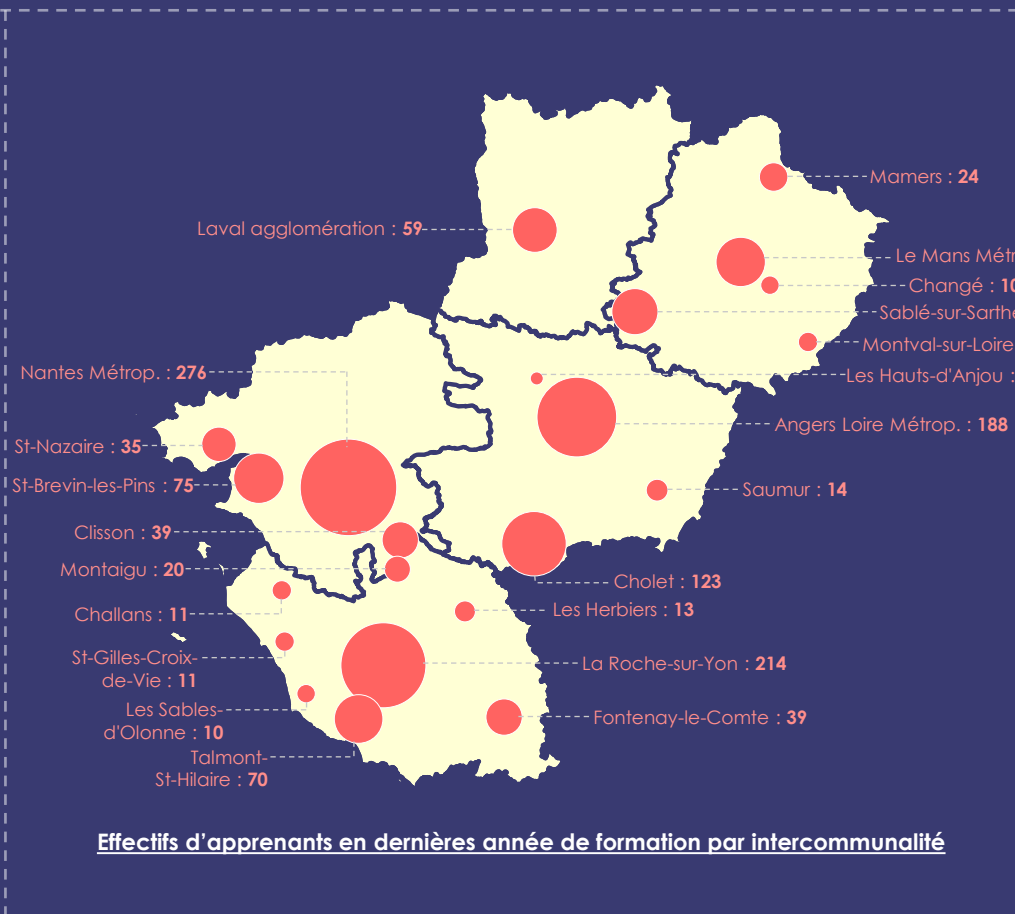 Mamers : 24
Laval agglomération : 59
Le Mans Métr
Changé : 10
Sablé-sur-Sarthe
Montval-sur-Loire
Nantes Métrop. : 276
Les Hauts-d'Anjou :
Angers Loire Métrop. : 188
St-Nazaire : 35
St-Brevin-les-Pins : 75
Saumur : 14
Clisson : 39
Montaigu : 20
Cholet : 123
Challans : 11
Les Herbiers : 13
St-Gilles-Croix-
de-Vie : 11
La Roche-sur-Yon : 214
Les Sables-
d'Olonne : 10
Fontenay-le-Comte : 39
Talmont-
St-Hilaire : 70
Effectifs d’apprenants en dernières année de formation par intercommunalité